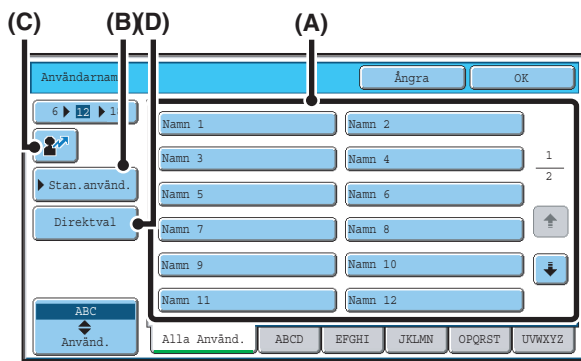 (C) (B)(D) (A)
Användarnam
Ångra OK
6 12 1
Namn 1 Namn 2
Namn 3 Namn 4
1
2
Stan.använd.
Namn 5 Namn 6
Direktval
Namn 7 Namn 8
Namn 9 Namn 10
Namn 11 Namn 12
ABC
Använd.
Alla Använd. ABCD EFGHI JKLMN OPQRST UVWXYZ